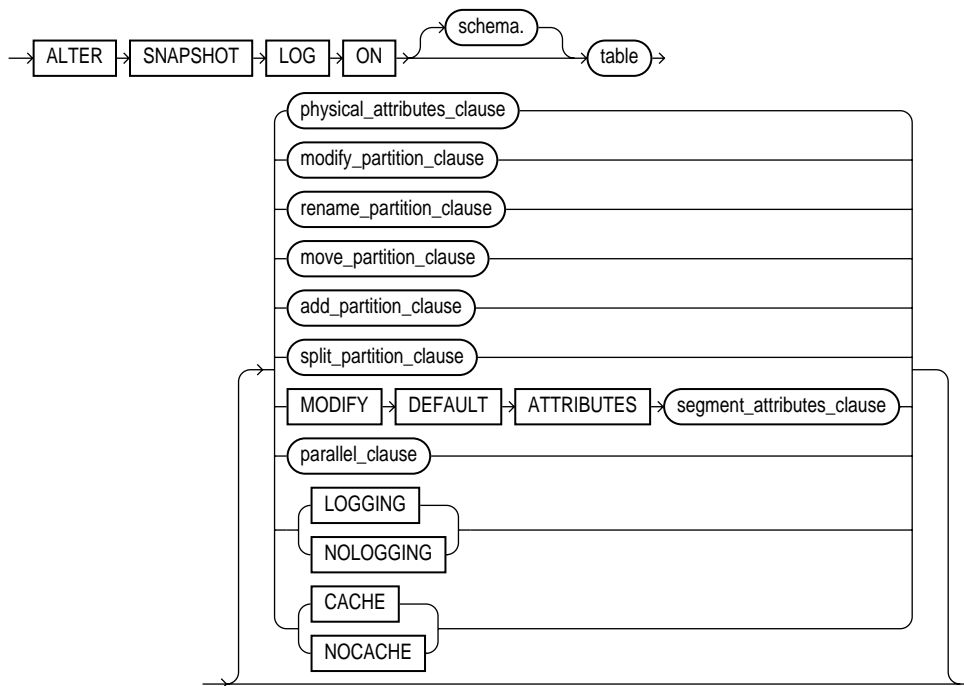 schema.
ALTER SNAPSHOT LOG ON table
physical_attributes_clause
modify_partition_clause
rename_partition_clause
move_partition_clause
add_partition_clause
split_partition_clause
MODIFY DEFAULT ATTRIBUTES segment_attributes_clause
parallel_clause
LOGGING
NOLOGGING
CACHE
NOCACHE